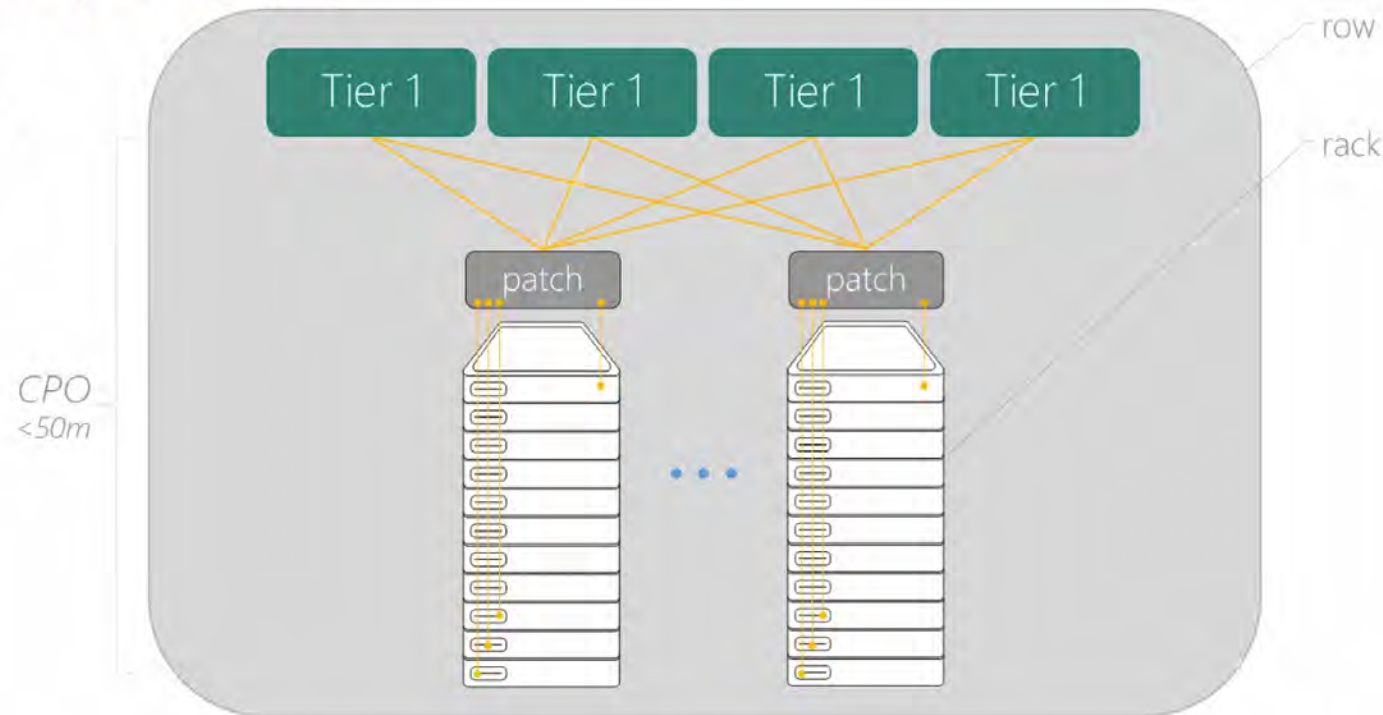 row
Tier 1
Tier 1
Tier 1
Tier 1
rack
patch
patch
CPO
<50m